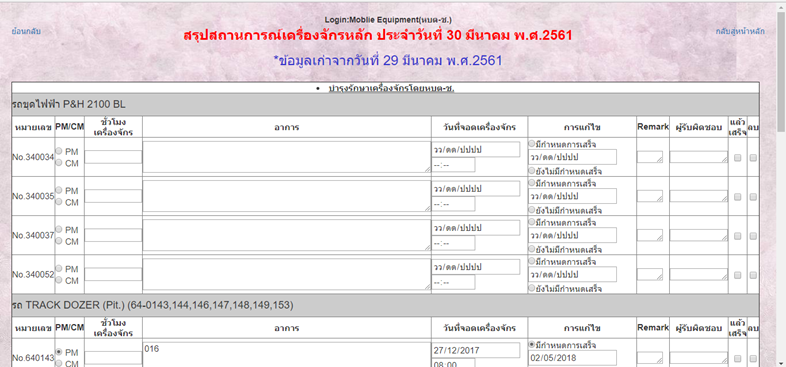 Login:Moblie Equipment(หบต-ช.)
ย้อนกลับ
สรุปสถานการณ์เครื่องจักรหลัก ประจำวันที่ 30 มีนาคม พ.ศ.2561
กลับสู่หน้าหลัก
*ข้อมูลเก่าจากวันที่ 29 มีนาคม พ.ศ.2561
• บำรุงรักษาเครื่องจักรโดยหบต-ช.
รถขุดไฟฟ้า P&H 2100 BL
หมายเลข PM/CM ชั่วโมงเครื่องจักร อาการ วันที่จอดเครื่องจักร การแก้ไข Remark ผู้รับผิดชอบ แล้วเสร็จ ลบ
No.340034 PM วว/ดด/ปปปป มีกำหนดการเสร็จ
CM --:-- วว/ดด/ปปปป
ยังไม่มีกำหนดเสร็จ
No.340035 PM วว/ดด/ปปปป มีกำหนดการเสร็จ
CM --:-- วว/ดด/ปปปป
ยังไม่มีกำหนดเสร็จ
No.340037 PM วว/ดด/ปปปป มีกำหนดการเสร็จ
CM --:-- วว/ดด/ปปปป
ยังไม่มีกำหนดเสร็จ
No.340052 PM วว/ดด/ปปปป มีกำหนดการเสร็จ
CM --:-- วว/ดด/ปปปป
ยังไม่มีกำหนดเสร็จ
รถ TRACK DOZER (Pit.) (64-0143,144,146,147,148,149,153)
หมายเลข PM/CM ชั่วโมงเครื่องจักร อาการ วันที่จอดเครื่องจักร การแก้ไข Remark ผู้รับผิดชอบ แล้วเสร็จ ลบ
No.640143 PM 016 27/12/2017 มีกำหนดการเสร็จ
CM 08:00 02/05/2018